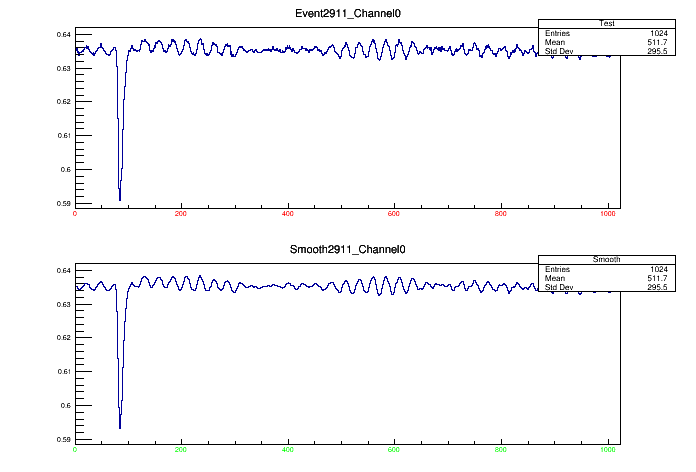 Event2911_Channel0
Test
Entries 1024
Mean 511.7
Std Dev 295.5
0.64
0.63
0.62
0.61
0.6
0.59
0 200 400 600 800 1000
Smooth2911_Channel0
Smooth
Entries 1024
Mean 511.7
Std Dev 295.5
0.64
0.63
0.62
0.61
0.6
0.59
0 200 400 600 800 1000